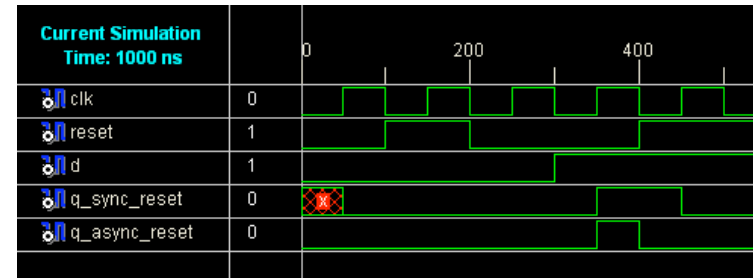 Current Simulation
Time: 1000 ns
0 200 400
clk 0
reset 1
d 1
q_sync_reset 0 X
q_async_reset 0